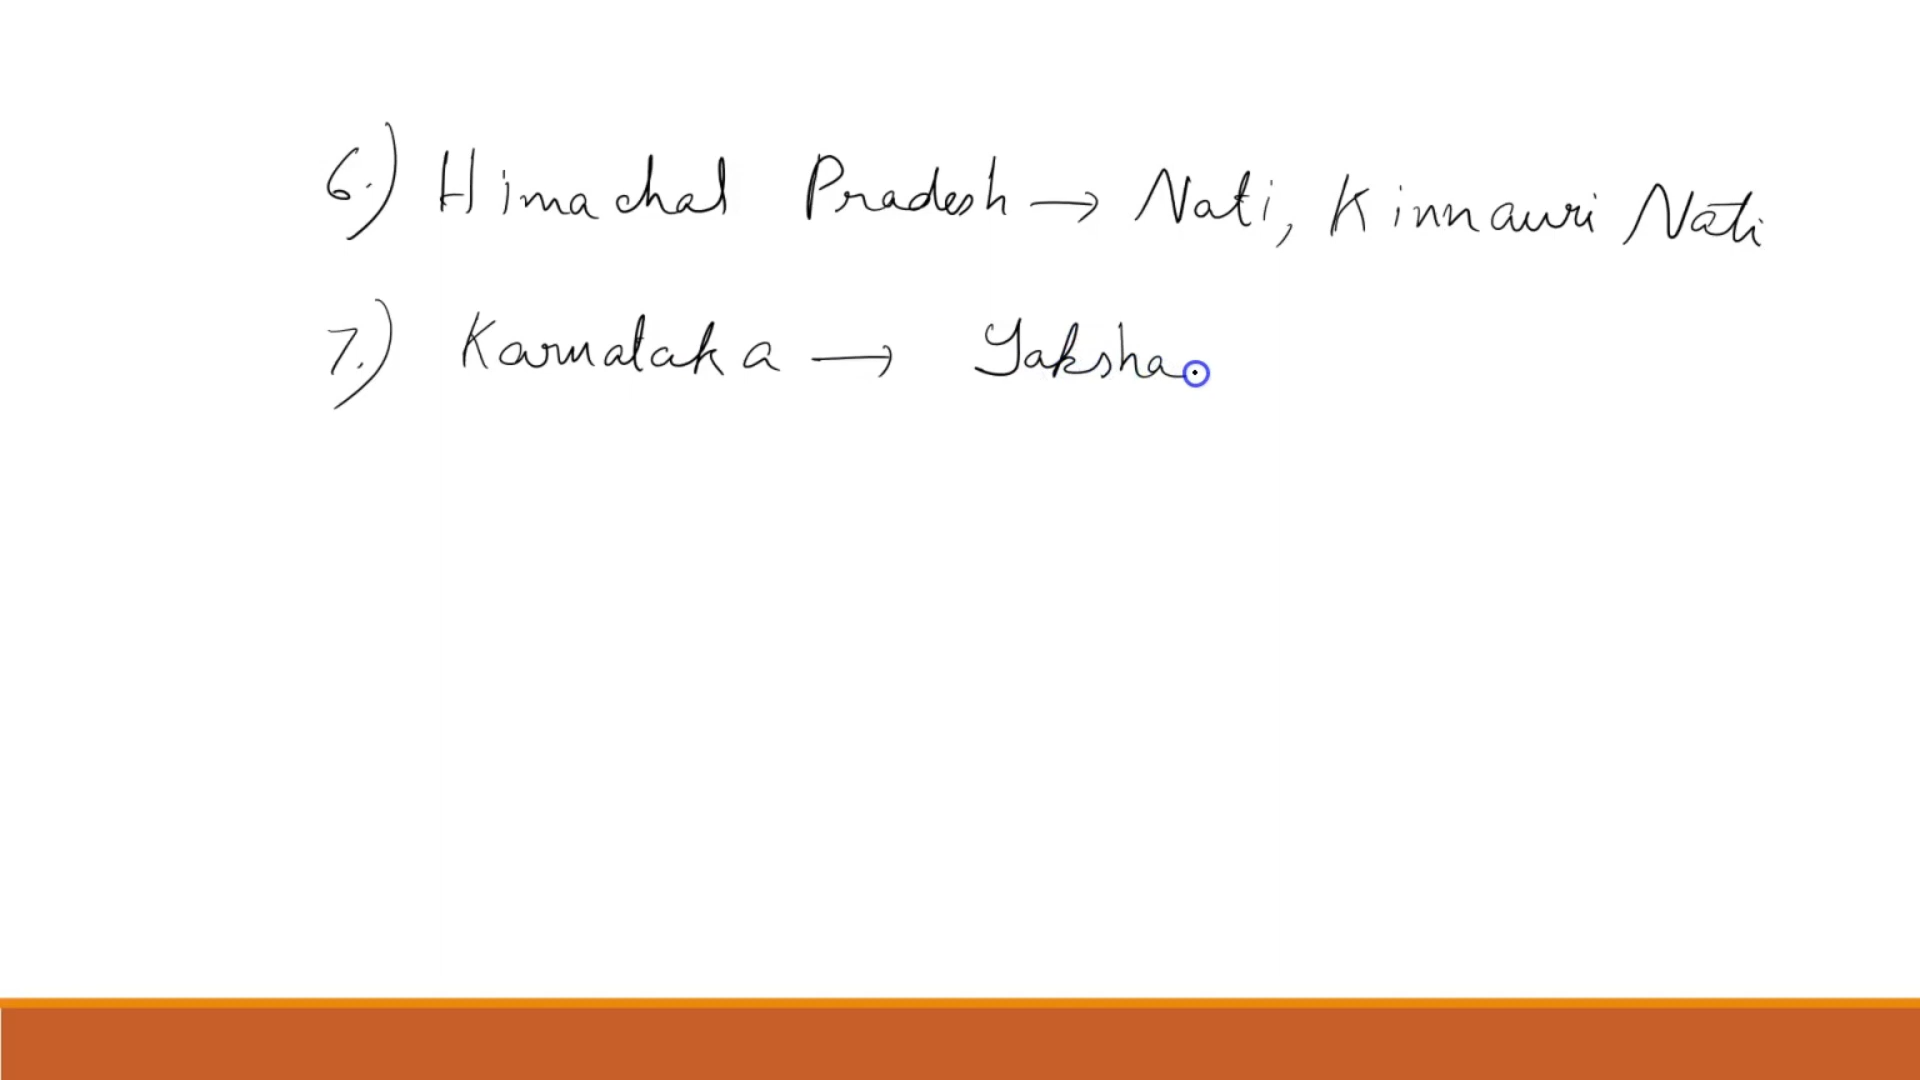 6.) Himachal Pradesh → Nati, Kinnauri Nati
7.) Karnataka → Yaksha